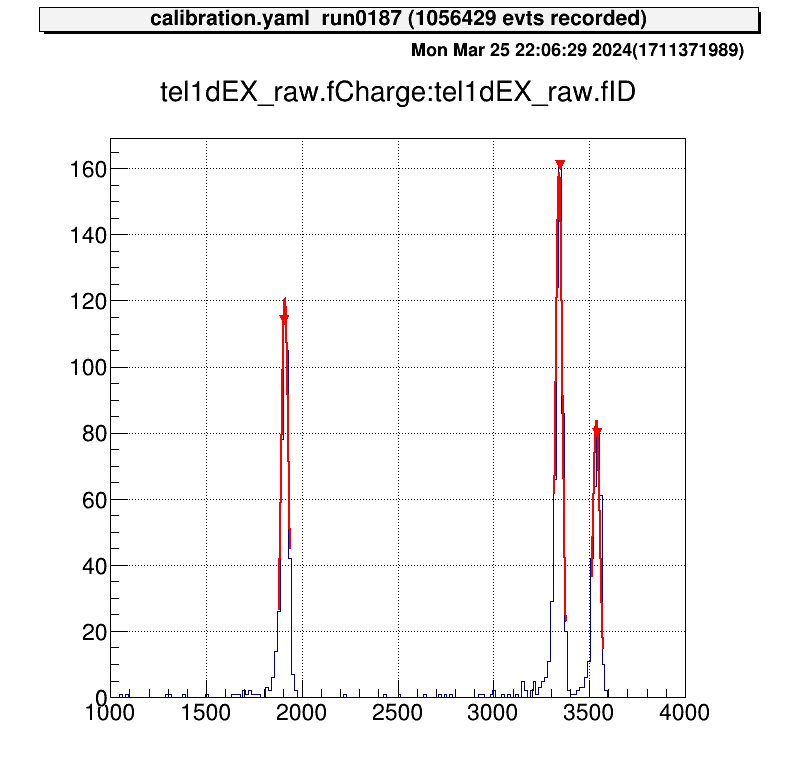 calibration.yaml  run0187 (1056429 evts recorded)
Mon Mar 25 22:06:29 2024(1711371989)
tel1dEX_raw.fCharge:tel1dEX_raw.fID
160
140
120
100
80
60
40
20
0
1000 1500 2000 2500 3000 3500 4000